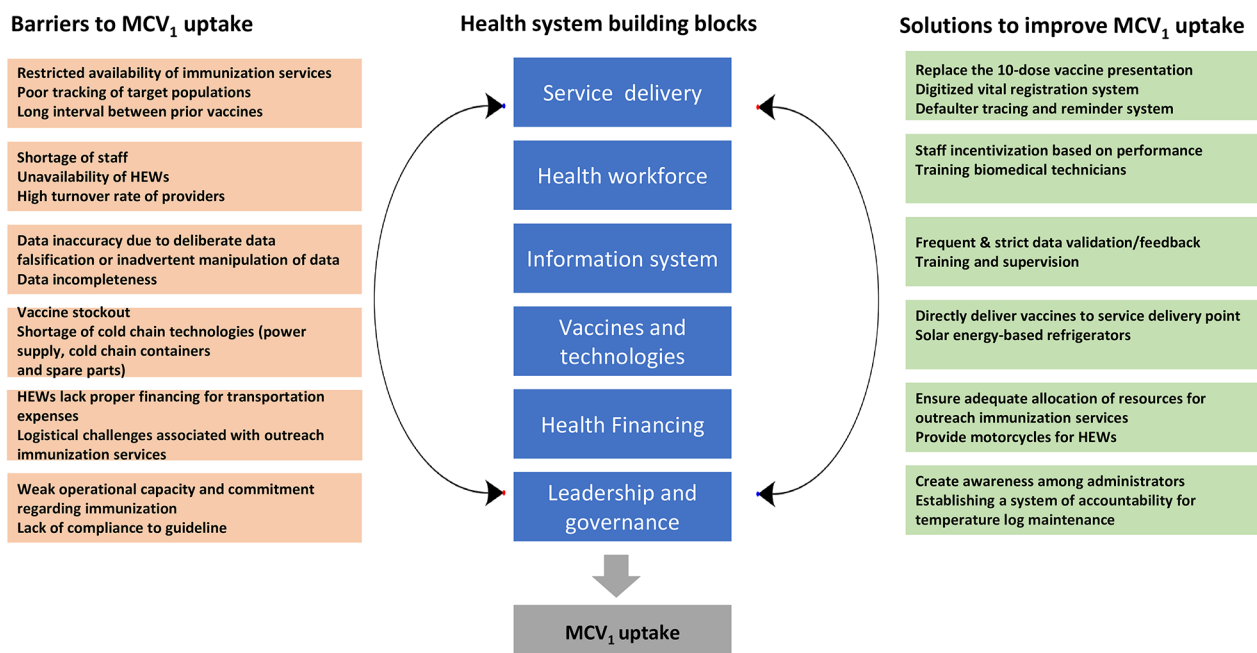 Barriers to MCV₁ uptake
Health system building blocks
Solutions to improve MCV₁ uptake
Restricted availability of immunization services
Poor tracking of target populations
Long interval between prior vaccines
Service delivery
Replace the 10-dose vaccine presentation
Digitized vital registration system
Defaulter tracing and reminder system
Shortage of staff
Unavailability of HEWs
High turnover rate of providers
Health workforce
Staff incentivization based on performance
Training biomedical technicians
Data inaccuracy due to deliberate data
falsification or inadvertent manipulation of data
Data incompleteness
Information system
Frequent & strict data validation/feedback
Training and supervision
Vaccine stockout
Shortage of cold chain technologies (power
supply, cold chain containers
and spare parts)
Vaccines and
technologies
Directly deliver vaccines to service delivery point
Solar energy-based refrigerators
HEWs lack proper financing for transportation
expenses
Logistical challenges associated with outreach
immunization services
Health Financing
Ensure adequate allocation of resources for
outreach immunization services
Provide motorcycles for HEWs
Weak operational capacity and commitment
regarding immunization
Lack of compliance to guideline
Leadership and
governance
Create awareness among administrators
Establishing a system of accountability for
temperature log maintenance
MCV₁ uptake